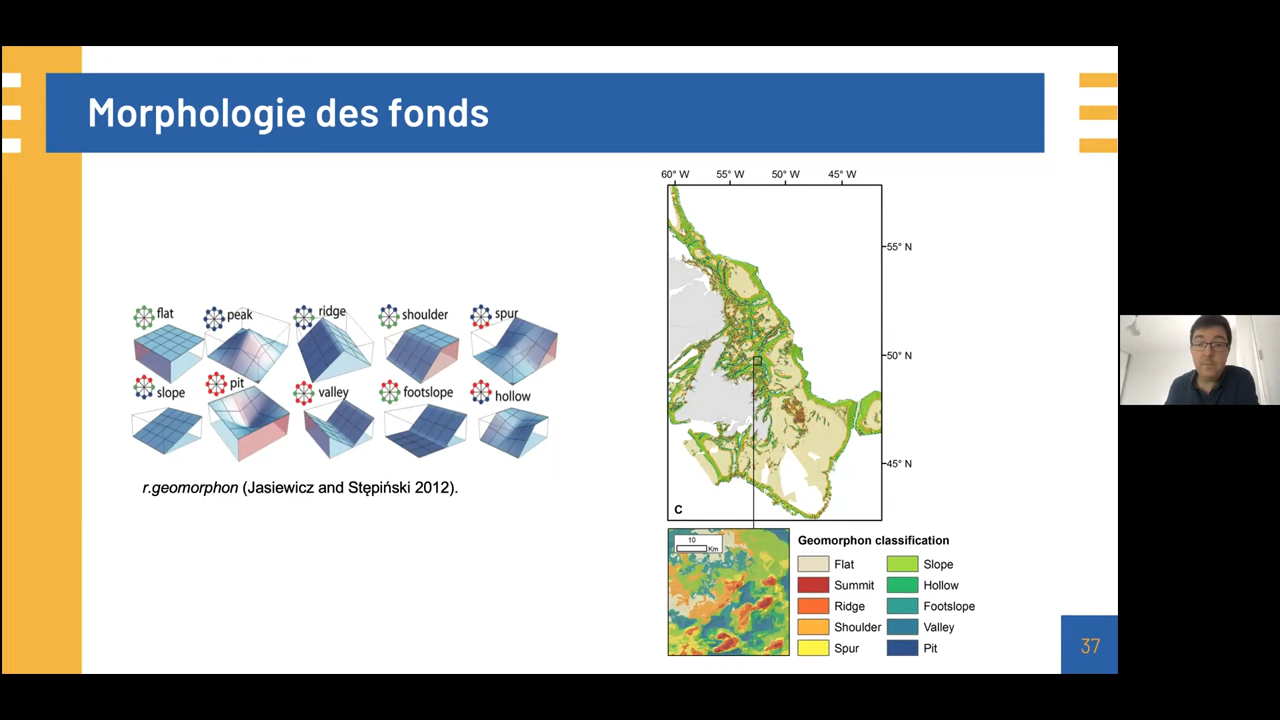 Morphologie des fonds
flat peak ridge shoulder spur
slope pit valley footslope hollow
r.geomorphon (Jasiewicz and Stępiński 2012).
60° W 55° W 50° W 45° W
55° N
50° N
45° N
C
10
Km
Geomorphon classification
Flat Slope
Summit Hollow
Ridge Footslope
Shoulder Valley
Spur Pit
37